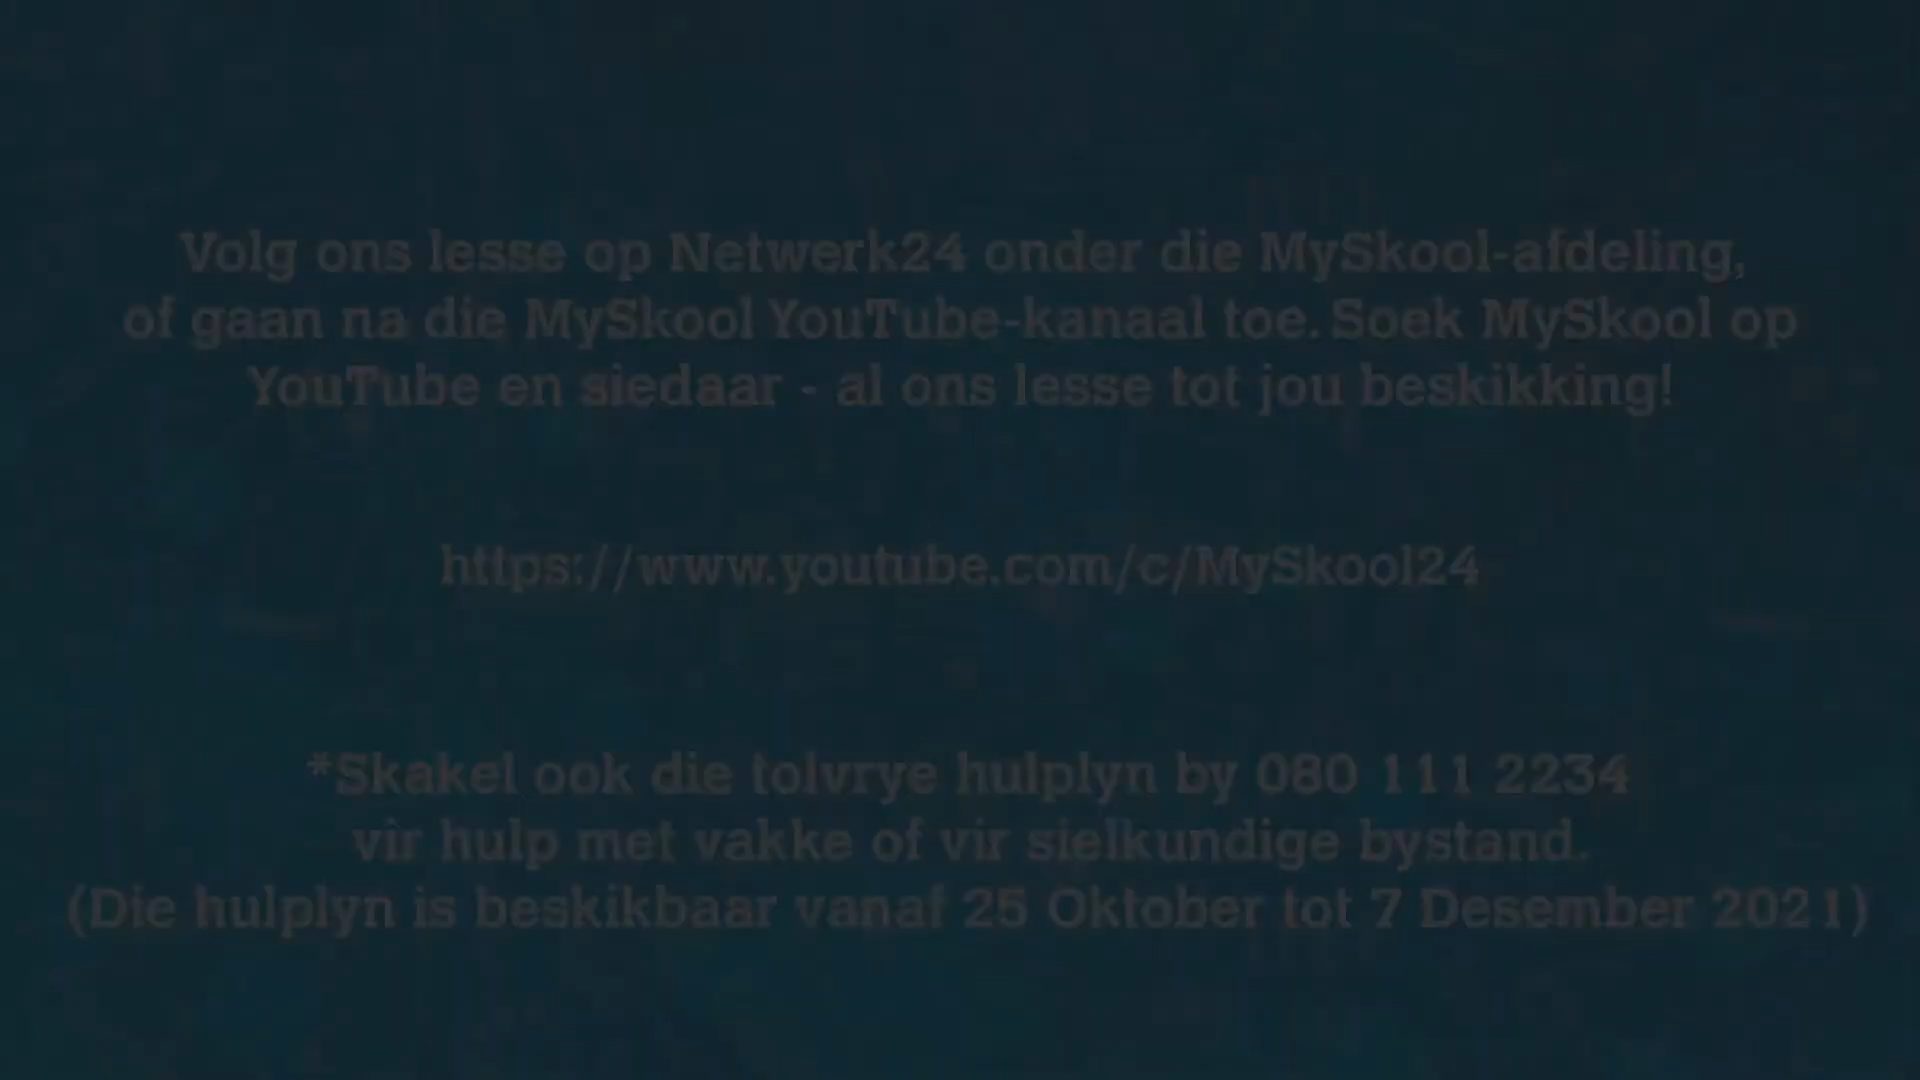 Volg ons lesse op Netwerk24 onder die MySkool-afdeling,
of gaan na die MySkool YouTube-kanaal toe. Soek MySkool op
YouTube en siedaar - al ons lesse tot jou beskikking!
https://www.youtube.com/c/MySkool24
*Skakel ook die tolvrye hulplyn by 080 111 2234
vir hulp met vakke of vir sielkundige bystand.
(Die hulplyn is beskikbaar vanaf 25 Oktober tot 7 Desember 2021)